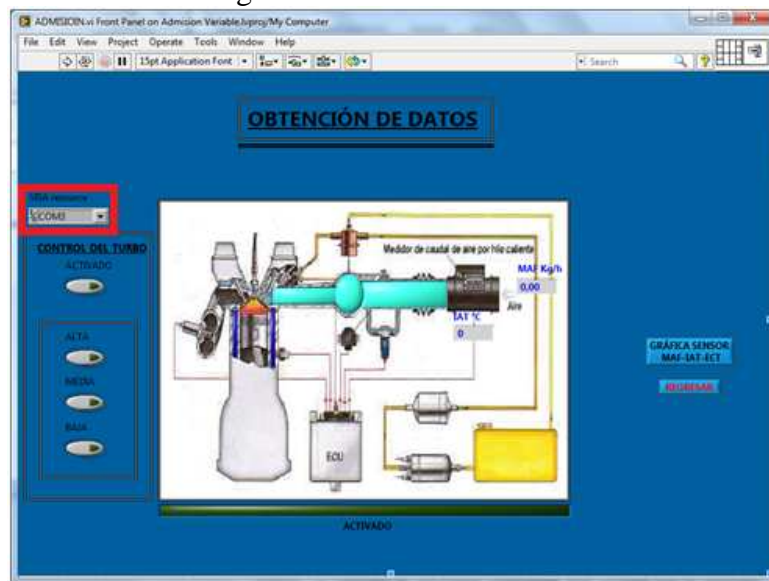 ADMISICIN.vi Front Panel on Admision Variable.lvproj/My Computer
File Edit View Project Operate Tools Window Help
15pt Application Font
Search
OBTENCIÓN DE DATOS
VISA resource
COM3
CONTROL DEL TURBO
ACTIVADO
ALTA
MEDIA
BAJA
Medidor de caudal de aire por hilo caliente
MAF Kg/h
0,00
Aire
IAT °C
0
ECU
GRÁFICA SENSOR
MAF-IAT-ECT
REGRESAR
ACTIVADO